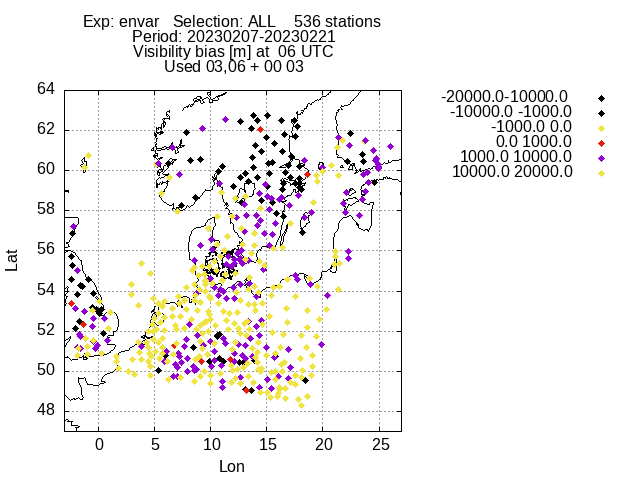 Exp: envar   Selection: ALL    536 stations
Period: 20230207-20230221
Visibility bias [m] at  06 UTC
Used 03,06 + 00 03
-20000.0-10000.0
-10000.0 -1000.0
-1000.0 0.0
0.0 1000.0
1000.0 10000.0
10000.0 20000.0
64
62
60
58
56
54
52
50
48
Lat
0 5 10 15 20 25
Lon